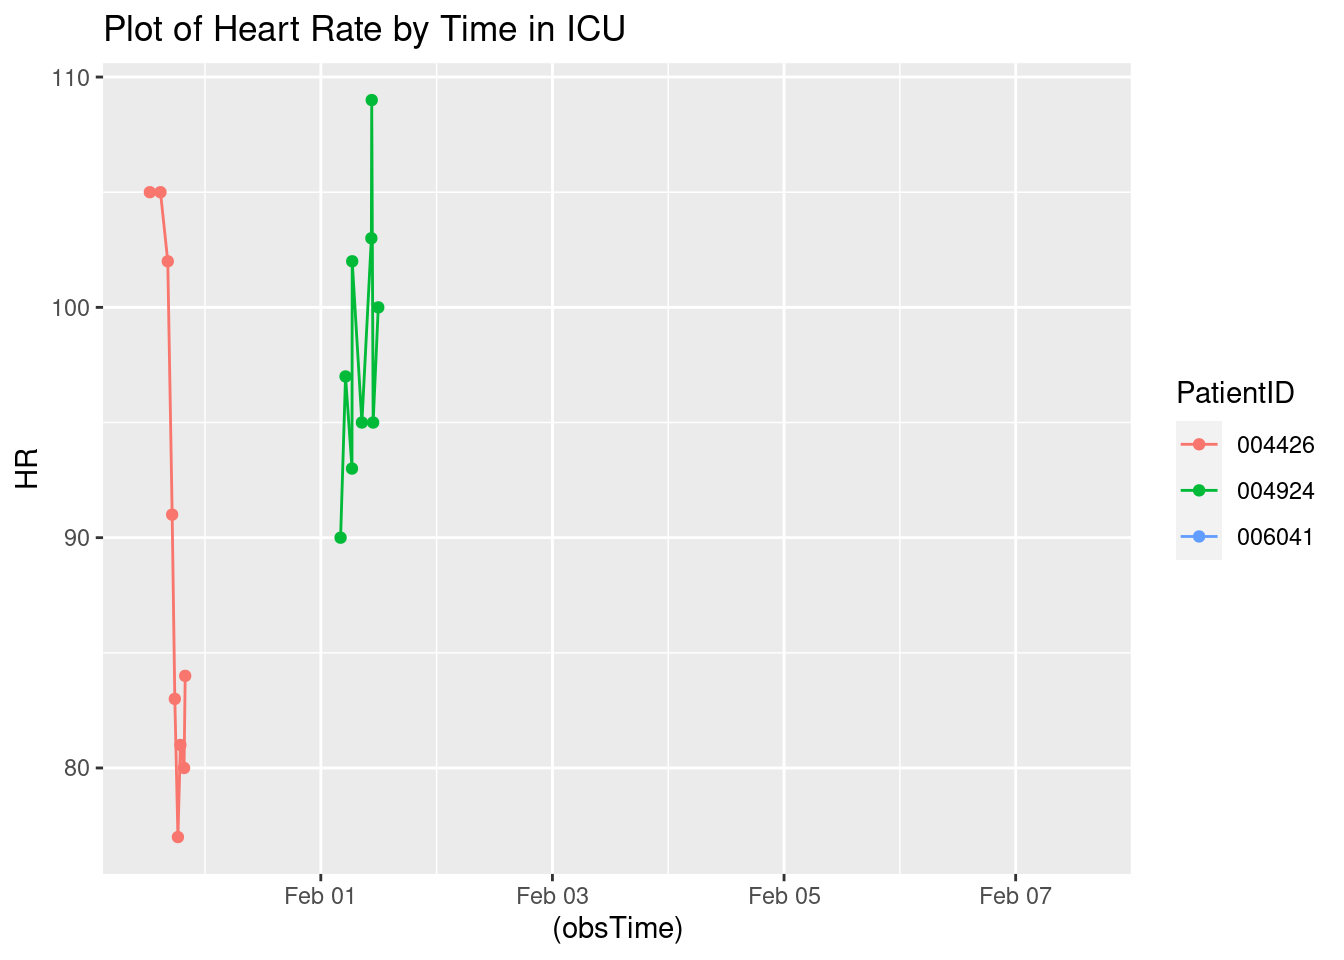 Plot of Heart Rate by Time in ICU
110
100
90
80
HR
Feb 01
Feb 03
Feb 05
Feb 07
(obsTime)
PatientID
004426
004924
006041